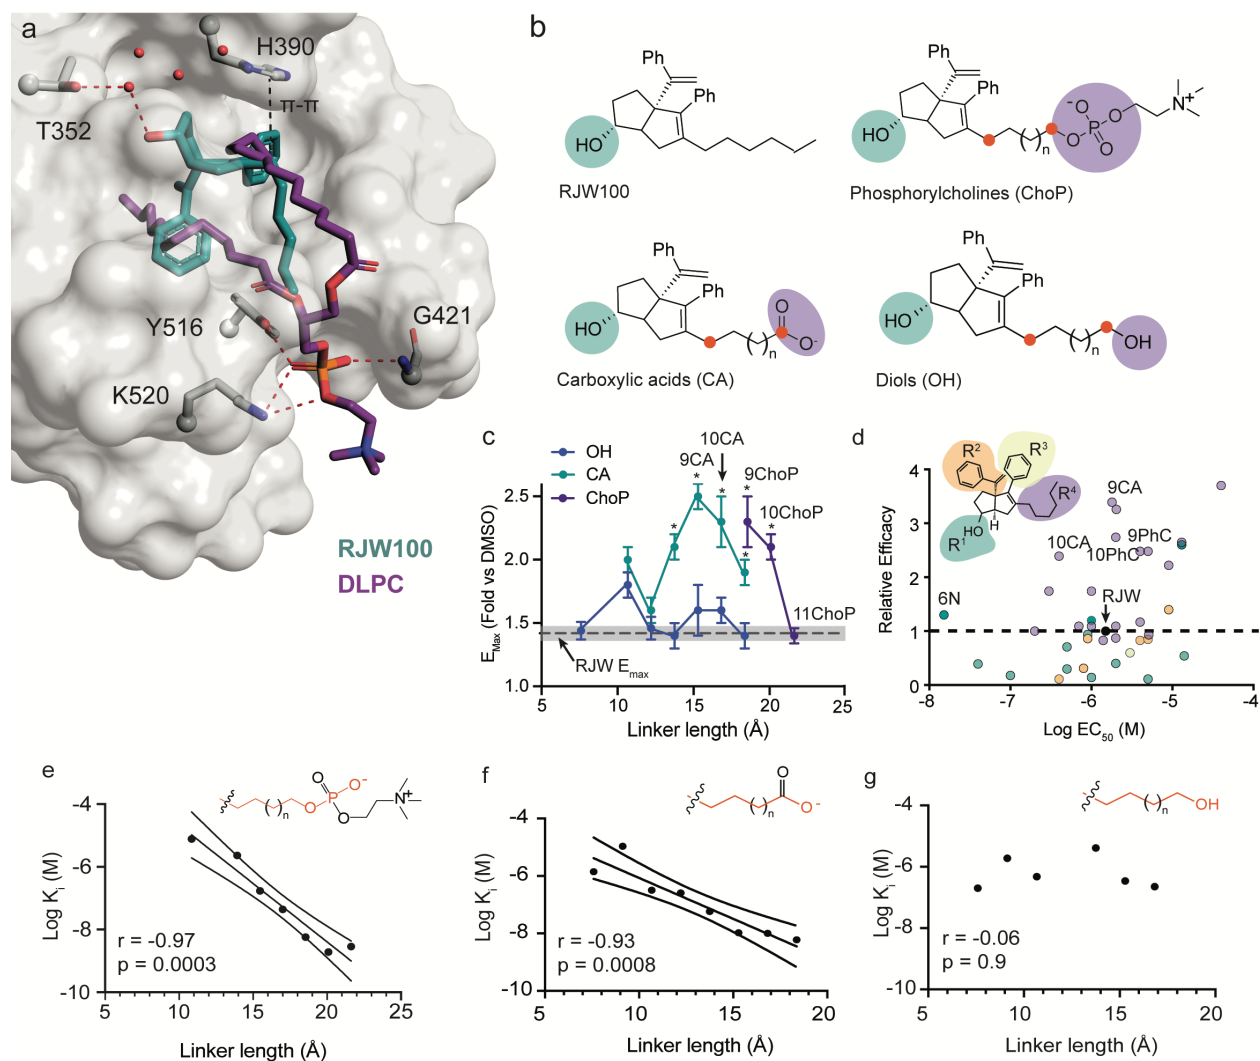 a
H390
π-π
T352
Y516
G421
K520
RJW100
DLPC
b
Ph
Ph
HO
RJW100
Ph
Ph
HO
n
O
P
O
-O
O
N+
Phosphorylcholines (ChoP)
Ph
Ph
HO
n
O
O-
Carboxylic acids (CA)
Ph
Ph
HO
n
OH
Diols (OH)
c
OH
CA
ChoP
10CA
9CA
9ChoP
10ChoP
11ChoP
* * * * * *
RJW Emax
EMax (Fold vs DMSO)
2.5
2.0
1.5
1.0
5 10 15 20 25
Linker length (Å)
d
R2
R3
R4
R1
HO
H
9CA
10CA
9PhC
10PhC
RJW
6N
Relative Efficacy
4
3
2
1
0
-8 -7 -6 -5 -4
Log EC50 (M)
e
O
O-
P
O
O
n
N+
Log Ki (M)
-4
-6
-8
-10
r = -0.97
p = 0.0003
5 10 15 20 25
Linker length (Å)
f
O
O-
n
Log Ki (M)
-4
-6
-8
-10
r = -0.93
p = 0.0008
5 10 15 20
Linker length (Å)
g
OH
n
Log Ki (M)
-4
-6
-8
-10
r = -0.06
p = 0.9
5 10 15 20
Linker length (Å)